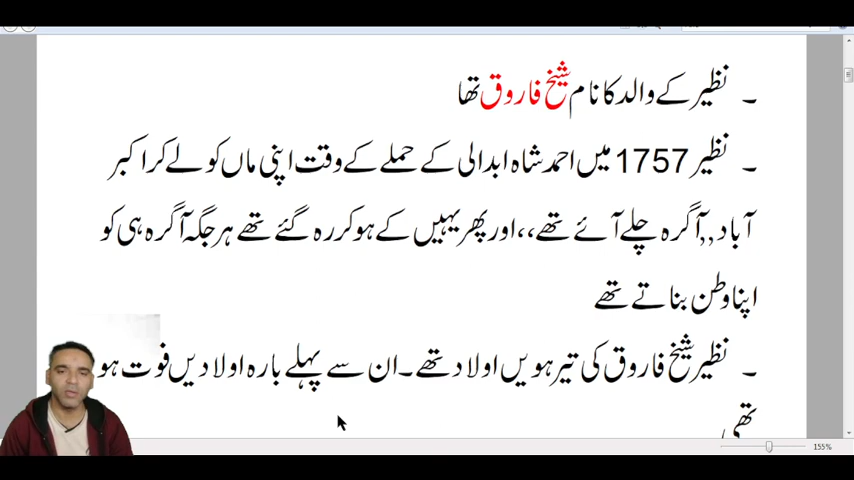 ۔ نظیر کے والد کا نام شیخ فاروق تھا
۔ نظیر 1757 میں احمد شاہ ابدالی کے حملے کے وقت اپنی ماں کو لے کر اکبر
آباد,,آگرہ چلے آئے تھے،،اور پھر یہیں کے ہو کر رہ گئے تھے ہر جگہ آگرہ ہی کو
اپنا وطن بناتے تھے
۔ نظیر شیخ فاروق کی تیرہویں اولاد تھے۔ان سے پہلے بارہ اولادیں فوت ہو
تھی
155%